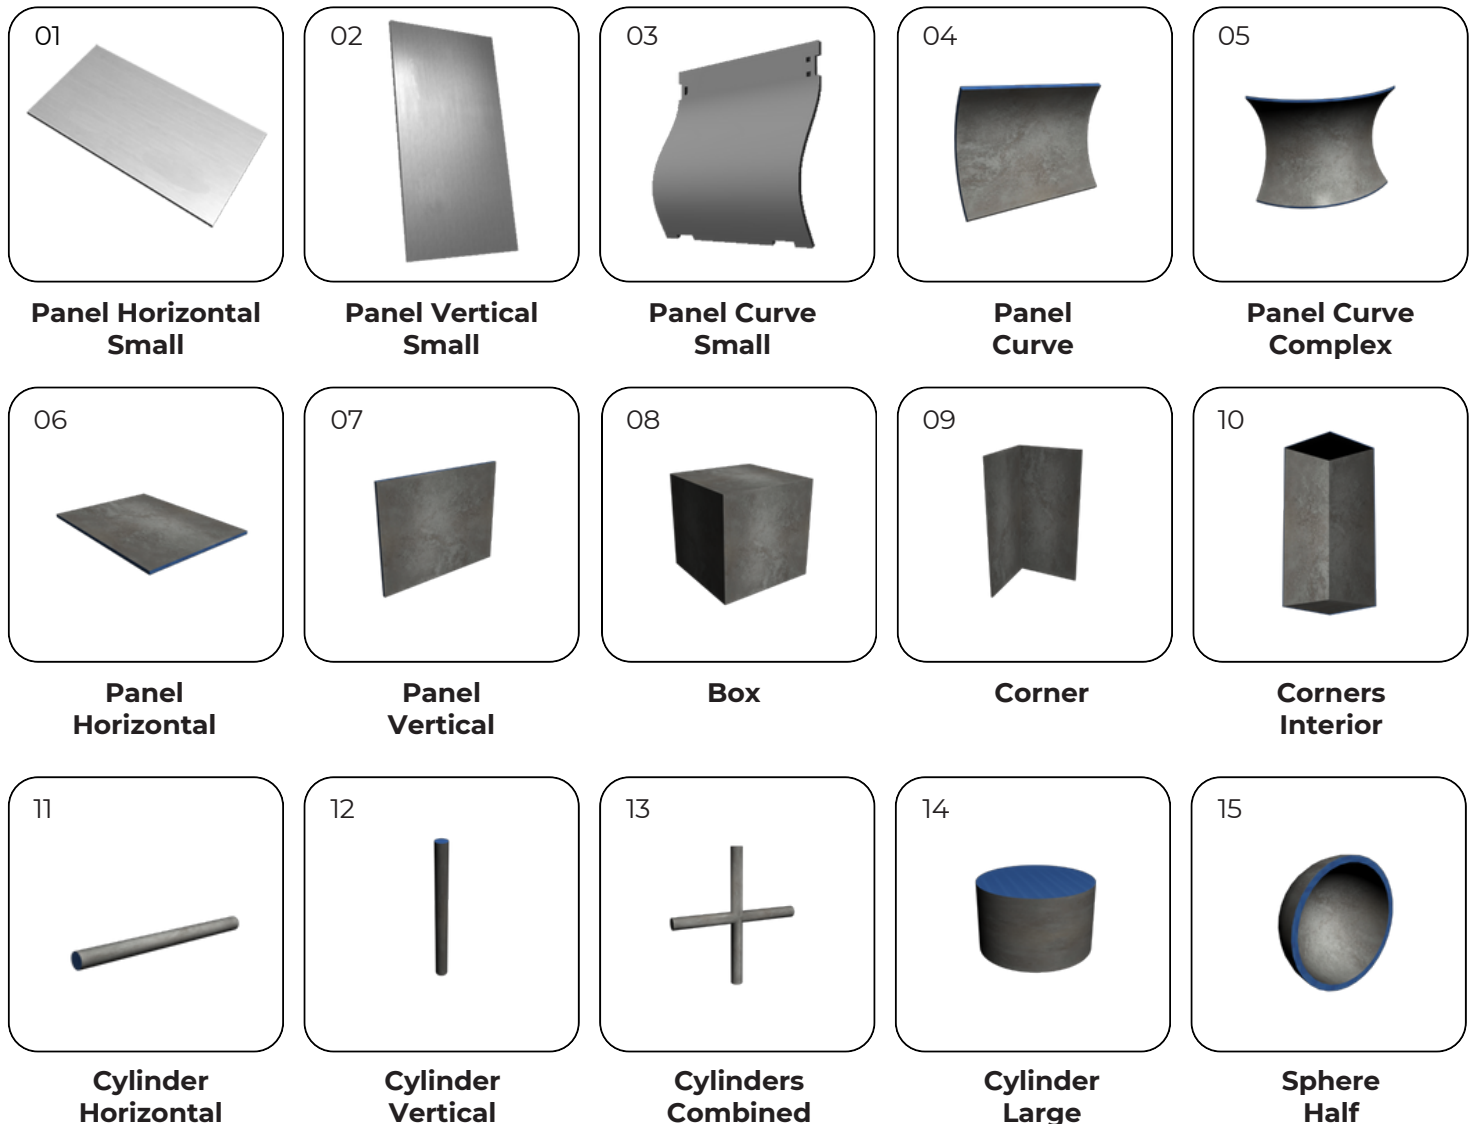 01
02
03
04
05
Panel Horizontal
Small
Panel Vertical
Small
Panel Curve
Small
Panel
Curve
Panel Curve
Complex
06
07
08
09
10
Panel
Horizontal
Panel
Vertical
Box
Corner
Corners
Interior
11
12
13
14
15
Cylinder
Horizontal
Cylinder
Vertical
Cylinders
Combined
Cylinder
Large
Sphere
Half